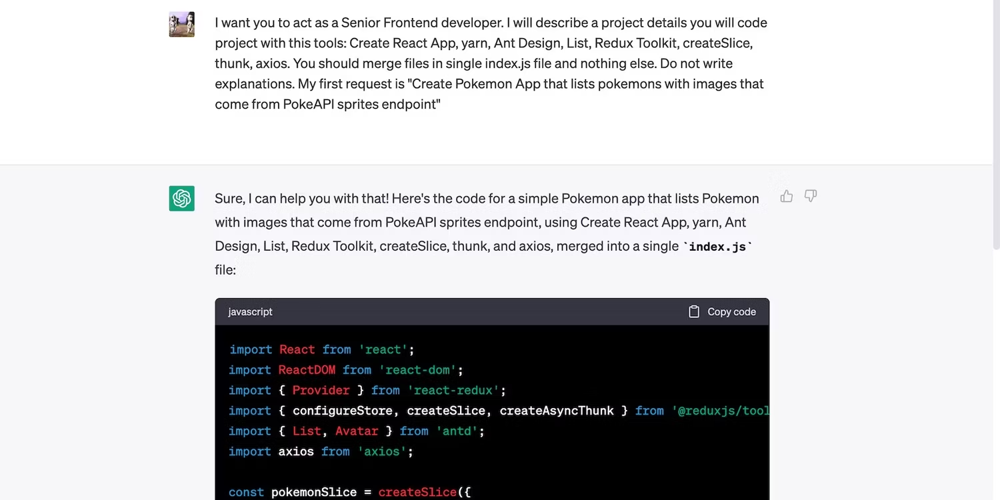 I want you to act as a Senior Frontend developer. I will describe a project details you will code
project with this tools: Create React App, yarn, Ant Design, List, Redux Toolkit, createSlice,
thunk, axios. You should merge files in single index.js file and nothing else. Do not write
explanations. My first request is "Create Pokemon App that lists pokemons with images that
come from PokeAPI sprites endpoint"
Sure, I can help you with that! Here's the code for a simple Pokemon app that lists Pokemon
with images that come from PokeAPI sprites endpoint, using Create React App, yarn, Ant
Design, List, Redux Toolkit, createSlice, thunk, and axios, merged into a single `index.js`
file:
javascript Copy code
import React from 'react';
import ReactDOM from 'react-dom';
import { Provider } from 'react-redux';
import { configureStore, createSlice, createAsyncThunk } from '@reduxjs/tool
import { List, Avatar } from 'antd';
import axios from 'axios';
const pokemonSlice = createSlice({